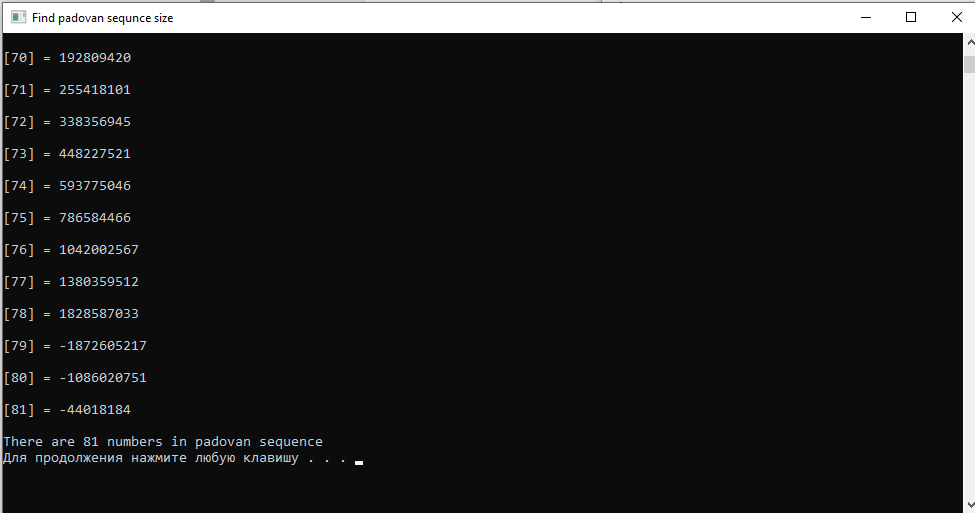 Find padovan sequnce size
[70] = 192809420
[71] = 255418101
[72] = 338356945
[73] = 448227521
[74] = 593775046
[75] = 786584466
[76] = 1042002567
[77] = 1380359512
[78] = 1828587033
[79] = -1872605217
[80] = -1086020751
[81] = -44018184
There are 81 numbers in padovan sequence
Для продолжения нажмите любую клавишу . . .